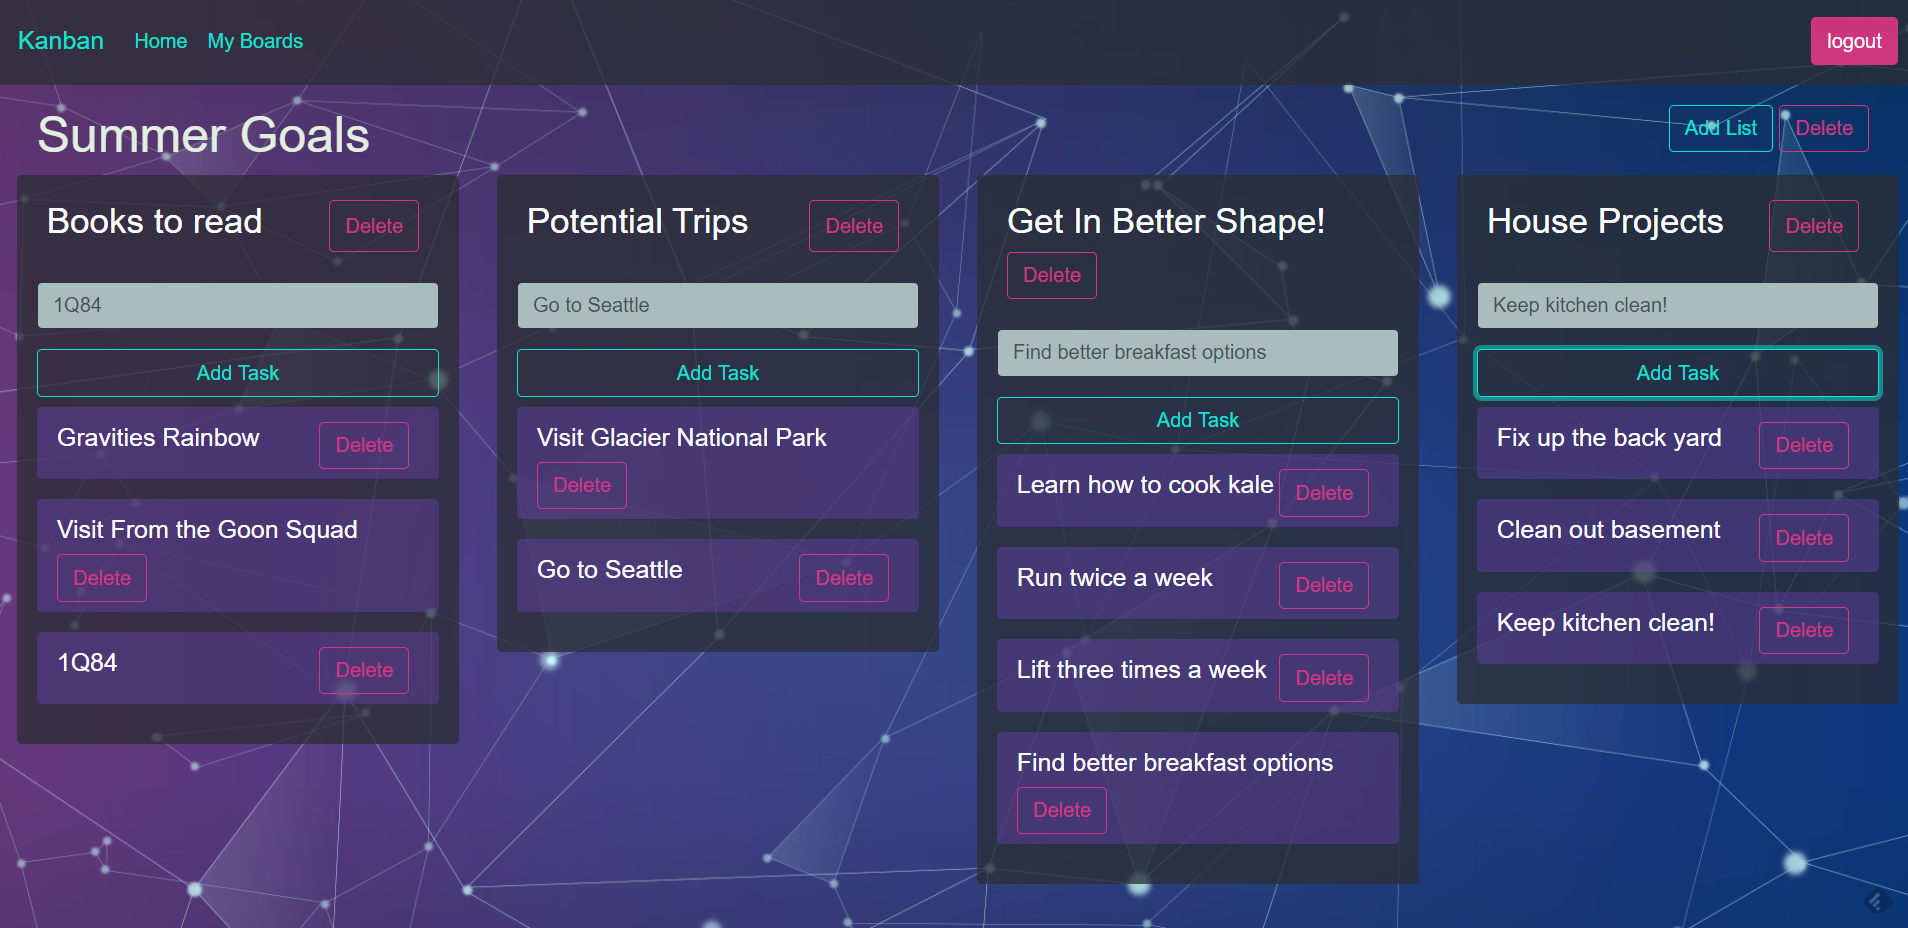 Kanban Home My Boards logout
Summer Goals Add List Delete
Books to read Delete
1Q84
Add Task
Gravities Rainbow Delete
Visit From the Goon Squad
Delete
1Q84 Delete
Potential Trips Delete
Go to Seattle
Add Task
Visit Glacier National Park
Delete
Go to Seattle Delete
Get In Better Shape!
Delete
Find better breakfast options
Add Task
Learn how to cook kale Delete
Run twice a week Delete
Lift three times a week Delete
Find better breakfast options
Delete
House Projects Delete
Keep kitchen clean!
Add Task
Fix up the back yard Delete
Clean out basement Delete
Keep kitchen clean! Delete